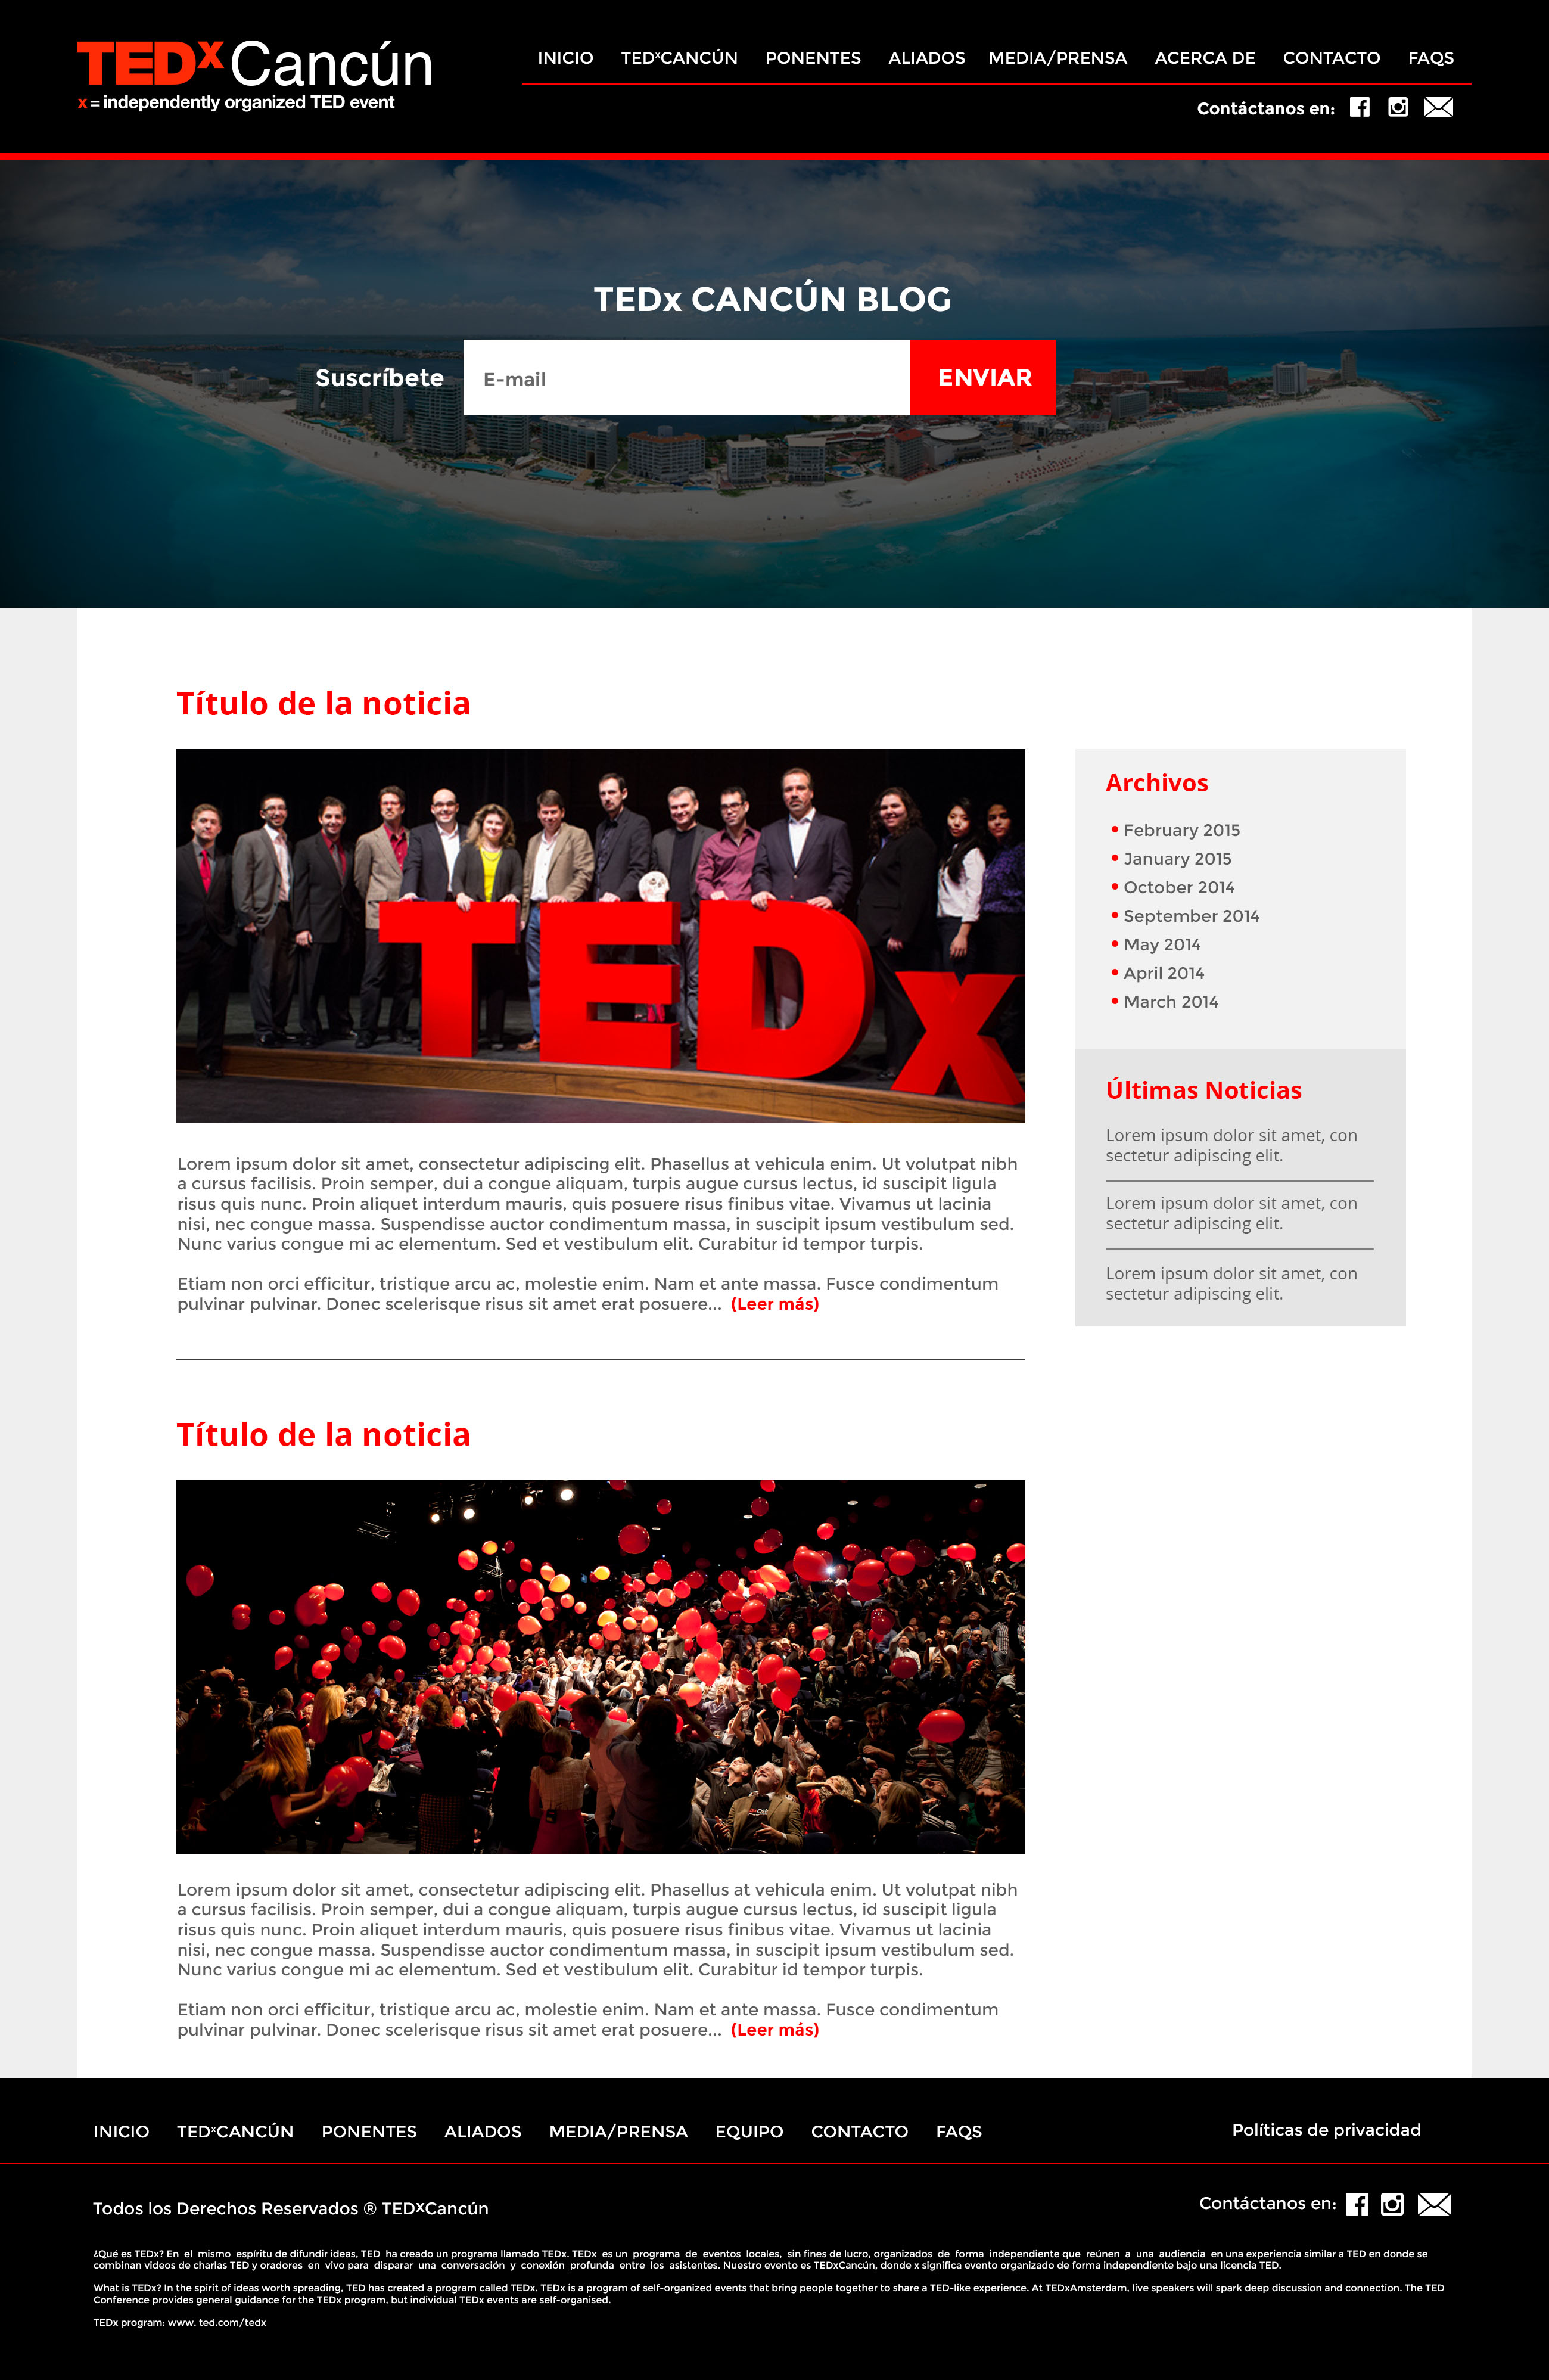 TEDxCancún
x = independently organized TED event
INICIO TEDxCANCÚN PONENTES ALIADOS MEDIA/PRENSA ACERCA DE CONTACTO FAQS
Contáctanos en:
TEDx CANCÚN BLOG
Suscríbete E-mail ENVIAR
Título de la noticia
TEDx
Lorem ipsum dolor sit amet, consectetur adipiscing elit. Phasellus at vehicula enim. Ut volutpat nibh
a cursus facilisis. Proin semper, dui a congue aliquam, turpis augue cursus lectus, id suscipit ligula
risus quis nunc. Proin aliquet interdum mauris, quis posuere risus finibus vitae. Vivamus ut lacinia
nisi, nec congue massa. Suspendisse auctor condimentum massa, in suscipit ipsum vestibulum sed.
Nunc varius congue mi ac elementum. Sed et vestibulum elit. Curabitur id tempor turpis.
Etiam non orci efficitur, tristique arcu ac, molestie enim. Nam et ante massa. Fusce condimentum
pulvinar pulvinar. Donec scelerisque risus sit amet erat posuere... (Leer más)
Archivos
• February 2015
• January 2015
• October 2014
• September 2014
• May 2014
• April 2014
• March 2014
Últimas Noticias
Lorem ipsum dolor sit amet, con
sectetur adipiscing elit.
Lorem ipsum dolor sit amet, con
sectetur adipiscing elit.
Lorem ipsum dolor sit amet, con
sectetur adipiscing elit.
Título de la noticia
Lorem ipsum dolor sit amet, consectetur adipiscing elit. Phasellus at vehicula enim. Ut volutpat nibh
a cursus facilisis. Proin semper, dui a congue aliquam, turpis augue cursus lectus, id suscipit ligula
risus quis nunc. Proin aliquet interdum mauris, quis posuere risus finibus vitae. Vivamus ut lacinia
nisi, nec congue massa. Suspendisse auctor condimentum massa, in suscipit ipsum vestibulum sed.
Nunc varius congue mi ac elementum. Sed et vestibulum elit. Curabitur id tempor turpis.
Etiam non orci efficitur, tristique arcu ac, molestie enim. Nam et ante massa. Fusce condimentum
pulvinar pulvinar. Donec scelerisque risus sit amet erat posuere... (Leer más)
INICIO TEDxCANCÚN PONENTES ALIADOS MEDIA/PRENSA EQUIPO CONTACTO FAQS
Políticas de privacidad
Todos los Derechos Reservados ® TEDXCancún
Contáctanos en:
¿Qué es TEDx? En el mismo espíritu de difundir ideas, TED ha creado un programa llamado TEDx. TEDx es un programa de eventos locales, sin fines de lucro, organizados de forma independiente que reúnen a una audiencia en una experiencia similar a TED en donde se
combinan videos de charlas TED y oradores en vivo para disparar una conversación y conexión profunda entre los asistentes. Nuestro evento es TEDxCancún, donde x significa evento organizado de forma independiente bajo una licencia TED.
What is TEDx? In the spirit of ideas worth spreading, TED has created a program called TEDx. TEDx is a program of self-organized events that bring people together to share a TED-like experience. At TEDxAmsterdam, live speakers will spark deep discussion and connection. The TED
Conference provides general guidance for the TEDx program, but individual TEDx events are self-organised.
TEDx program: www. ted.com/tedx